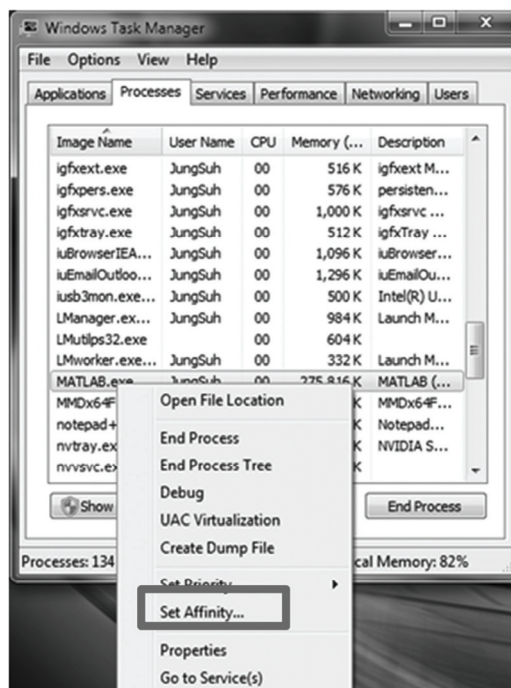 Windows Task Manager
File Options View Help
Applications Processes Services Performance Networking Users
Image Name User Name CPU Memory (... Description
igfxext.exe JungSuh 00 516 K igfxext M...
igfxpers.exe JungSuh 00 576 K persisten...
igfxsrvc.exe JungSuh 00 1,000 K igfxsrvc ...
igfxtray.exe JungSuh 00 512 K igfxTray ...
iuBrowserIEA... JungSuh 00 1,096 K iuBrowser...
iuEmailOutloo... JungSuh 00 1,296 K iuEmailOu...
iusb3mon.exe... JungSuh 00 500 K Intel(R) U...
LManager.ex... JungSuh 00 984 K Launch M...
LMutilps32.exe 00 604 K
LMworker.exe... JungSuh 00 332 K Launch M...
MATLAB.exe JungSuh 00 275,816 K MATLAB (...
MMDx64F K MMDx64F...
notepad+ K Notepad...
nvtray.ex K NVIDIA S...
nvvsvc.ex K
Show End Process
Processes: 134 cal Memory: 82%
Open File Location
End Process
End Process Tree
Debug
UAC Virtualization
Create Dump File
Set Priority
Set Affinity...
Properties
Go to Service(s)